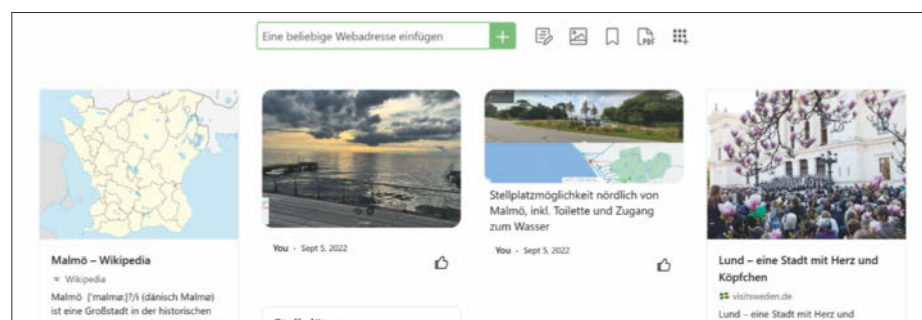 Eine beliebige Webadresse einfügen
PDF
Malmö – Wikipedia
W Wikipedia
Malmö ['malmø:]?/i (dänisch Malmø)
ist eine Großstadt in der historischen
You - Sept 5, 2022
Stellplatzmöglichkeit nördlich von
Malmö, inkl. Toilette und Zugang
zum Wasser
You - Sept 5, 2022
Lund – eine Stadt mit Herz und
Köpfchen
visitsweden.de
Lund – eine Stadt mit Herz und